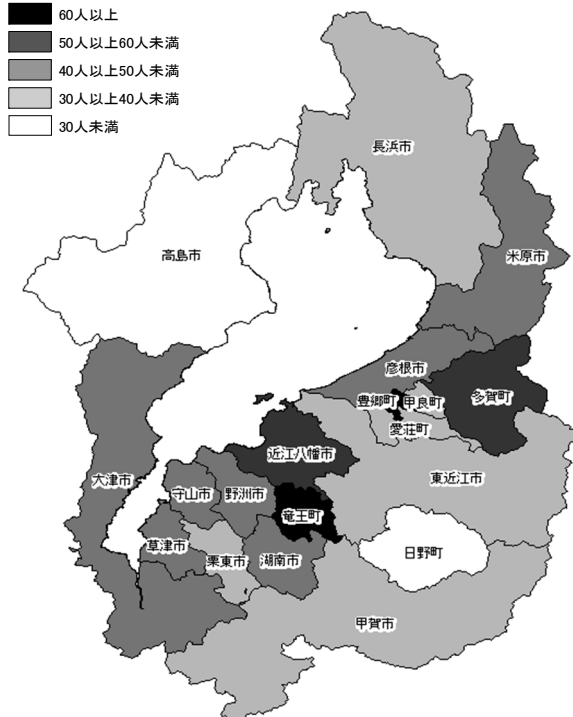 60人以上
50人以上60人未満
40人以上50人未満
30人以上40人未満
30人未満
長浜市
高島市
米原市
彦根市
豊郷町
甲良町
多賀町
愛荘町
近江八幡市
東近江市
大津市
守山市
野洲市
竜王町
草津市
栗東市
湖南市
日野町
甲賀市